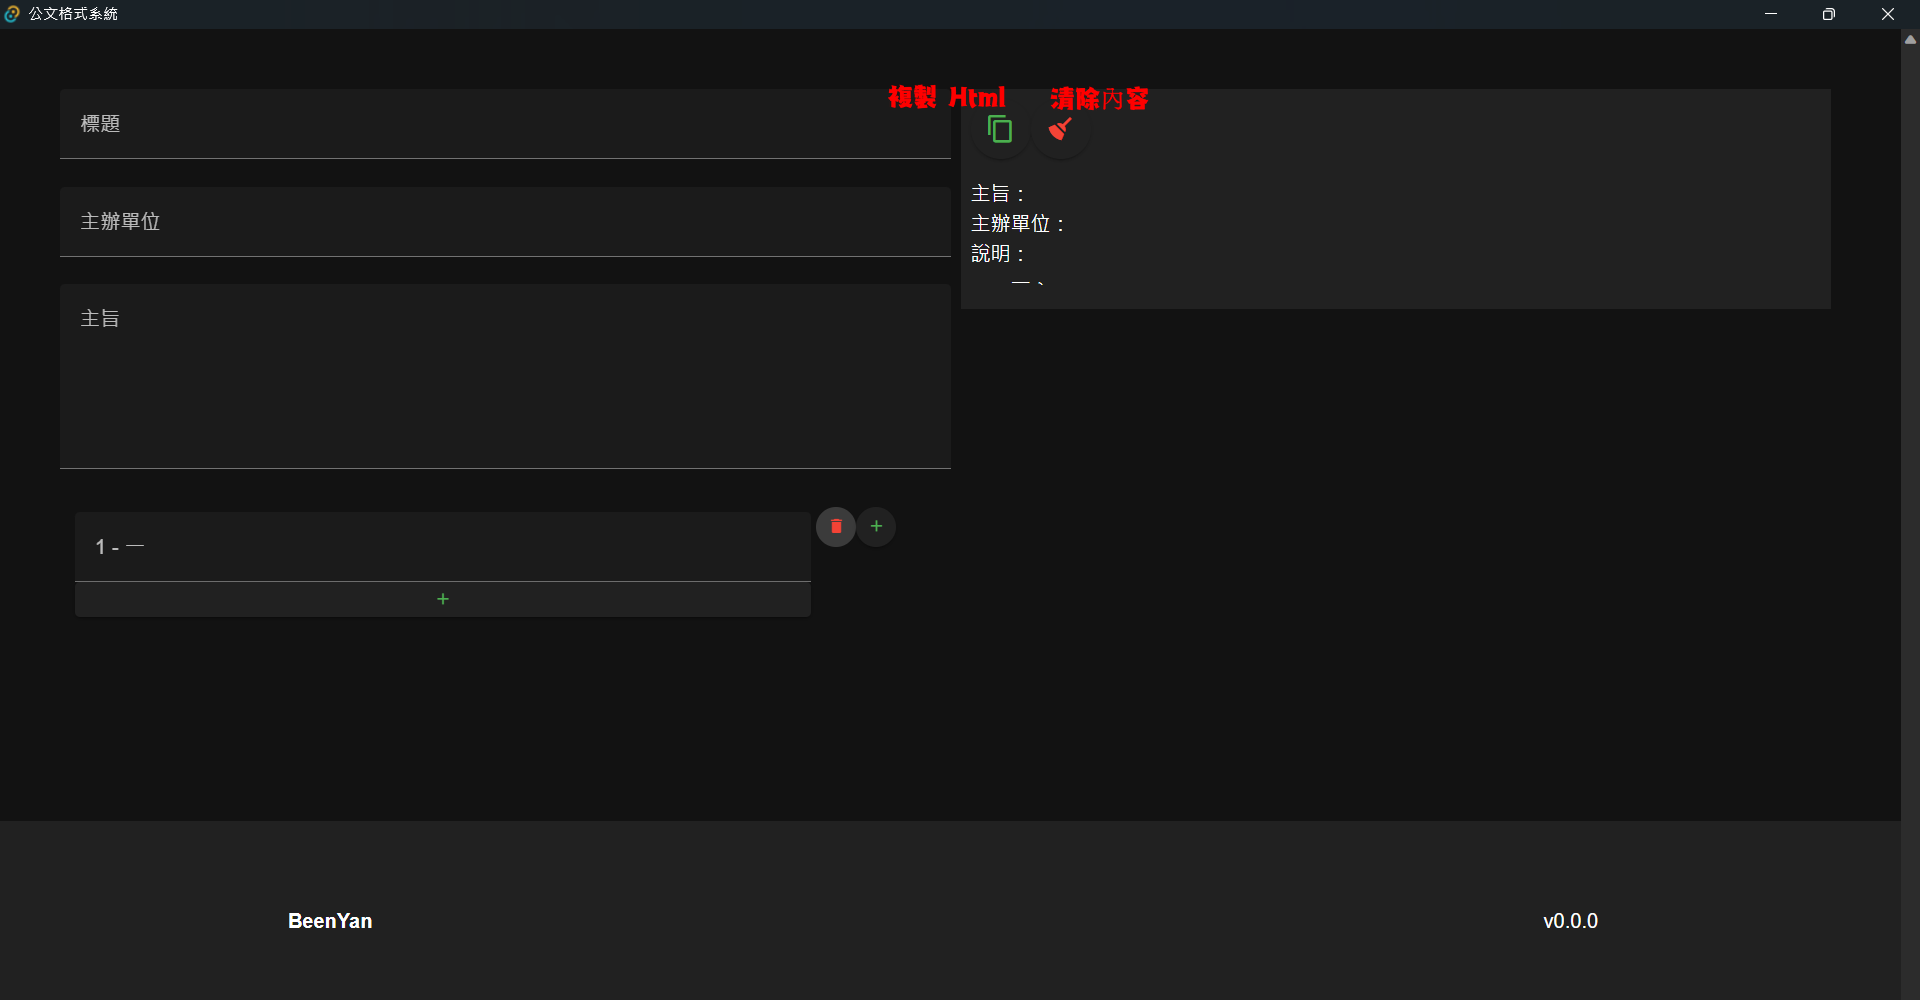 公文格式系統
複製 Html
清除內容
標題
主辦單位
主旨
1 - 一
主旨：
主辦單位：
說明：
一、
BeenYan
v0.0.0